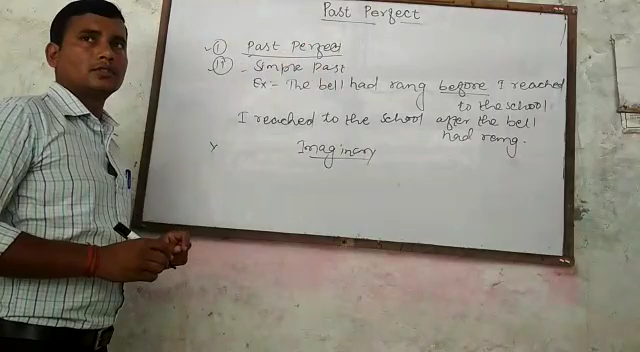 Past Perfect
① Past Perfect
- Simple Past
Ex:- The bell had rang before I reached
to the school
I reached to the school after the bell
had rang.
Imaginary